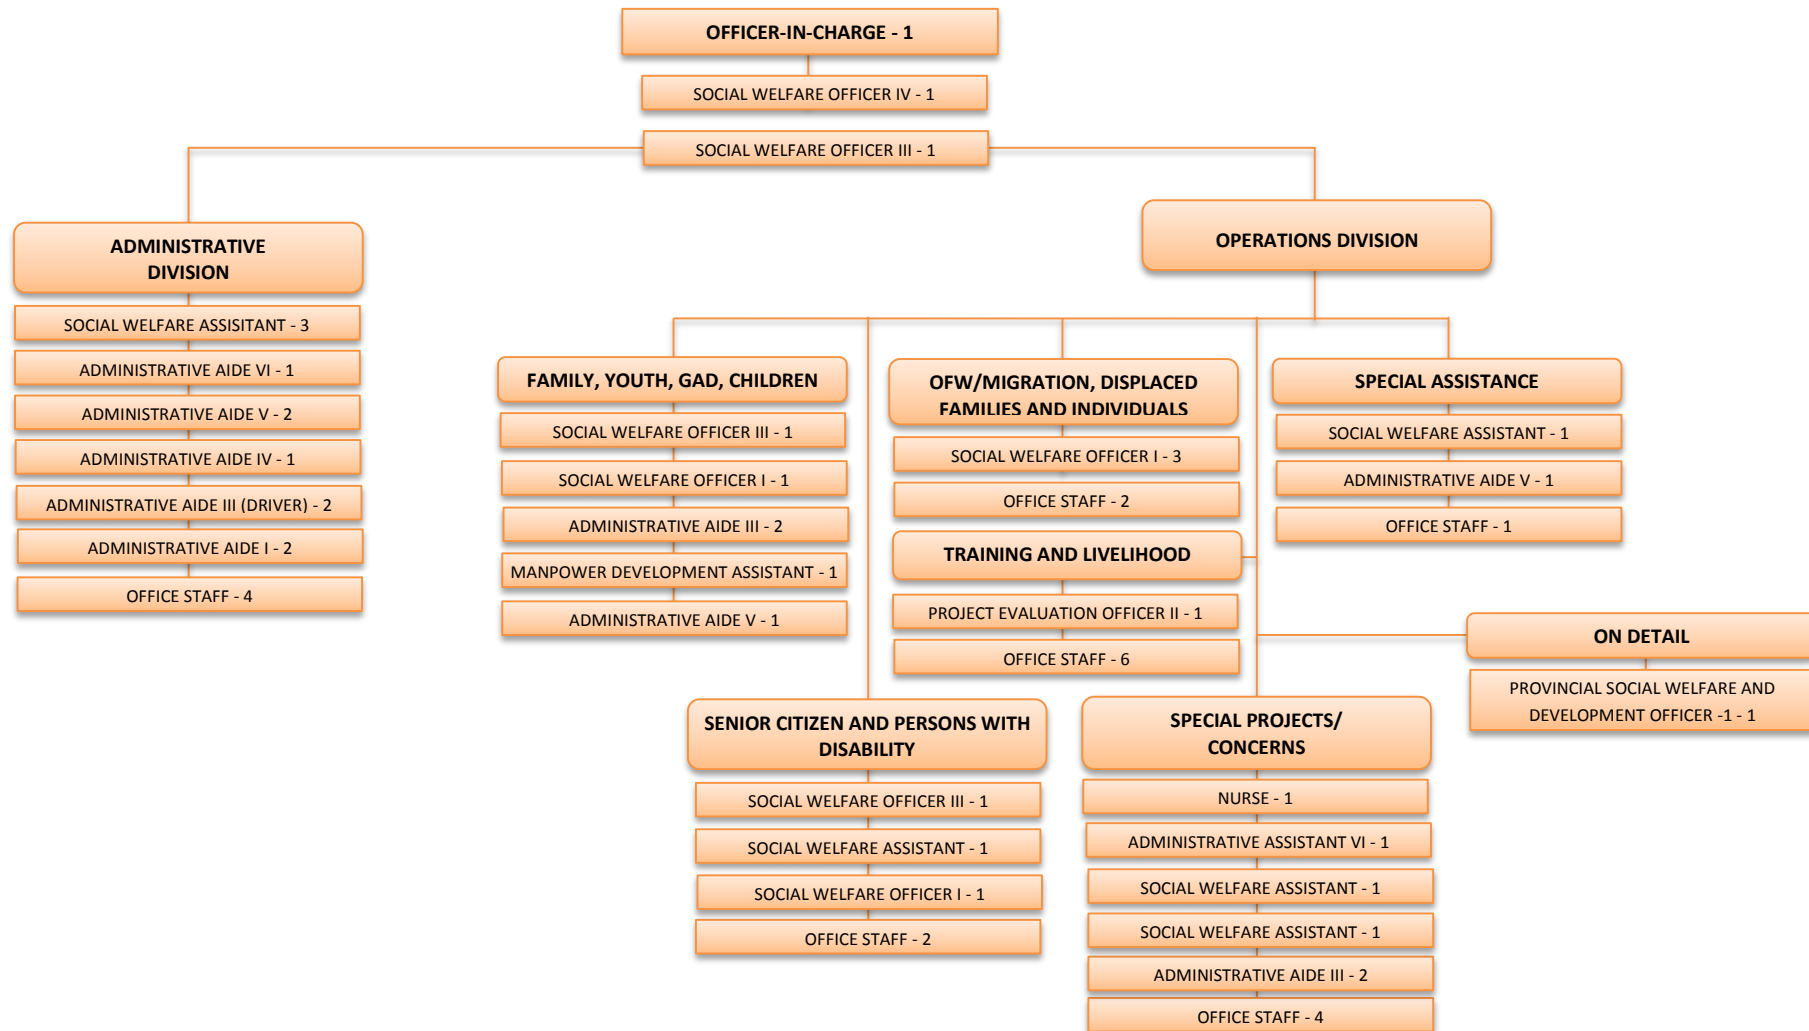 OFFICER-IN-CHARGE - 1
SOCIAL WELFARE OFFICER IV - 1
SOCIAL WELFARE OFFICER III - 1
ADMINISTRATIVE
DIVISION
SOCIAL WELFARE ASSISITANT - 3
ADMINISTRATIVE AIDE VI - 1
ADMINISTRATIVE AIDE V - 2
ADMINISTRATIVE AIDE IV - 1
ADMINISTRATIVE AIDE III (DRIVER) - 2
ADMINISTRATIVE AIDE I - 2
OFFICE STAFF - 4
OPERATIONS DIVISION
FAMILY, YOUTH, GAD, CHILDREN
SOCIAL WELFARE OFFICER III - 1
SOCIAL WELFARE OFFICER I - 1
ADMINISTRATIVE AIDE III - 2
MANPOWER DEVELOPMENT ASSISTANT - 1
ADMINISTRATIVE AIDE V - 1
OFW/MIGRATION, DISPLACED
FAMILIES AND INDIVIDUALS
SOCIAL WELFARE OFFICER I - 3
OFFICE STAFF - 2
TRAINING AND LIVELIHOOD
PROJECT EVALUATION OFFICER II - 1
OFFICE STAFF - 6
SPECIAL ASSISTANCE
SOCIAL WELFARE ASSISTANT - 1
ADMINISTRATIVE AIDE V - 1
OFFICE STAFF - 1
ON DETAIL
PROVINCIAL SOCIAL WELFARE AND
DEVELOPMENT OFFICER -1 - 1
SENIOR CITIZEN AND PERSONS WITH
DISABILITY
SOCIAL WELFARE OFFICER III - 1
SOCIAL WELFARE ASSISTANT - 1
SOCIAL WELFARE OFFICER I - 1
OFFICE STAFF - 2
SPECIAL PROJECTS/
CONCERNS
NURSE - 1
ADMINISTRATIVE ASSISTANT VI - 1
SOCIAL WELFARE ASSISTANT - 1
SOCIAL WELFARE ASSISTANT - 1
ADMINISTRATIVE AIDE III - 2
OFFICE STAFF - 4